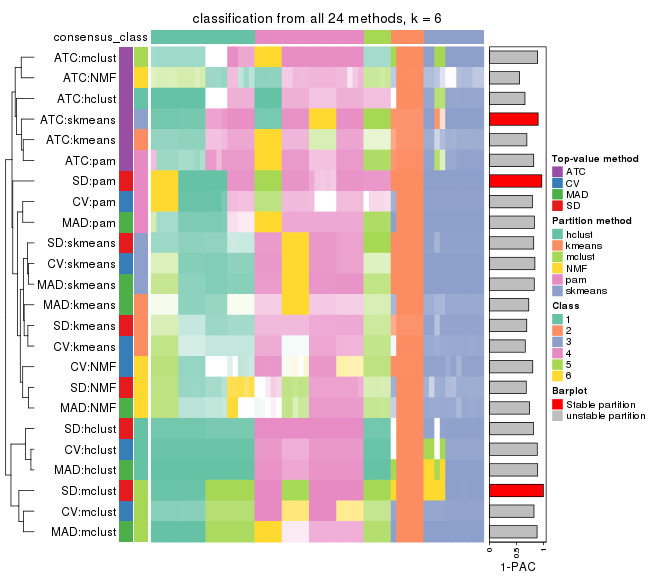 classification from all 24 methods, k = 6
consensus_class
ATC:mclust
ATC:NMF
ATC:hclust
ATC:skmeans
ATC:kmeans
ATC:pam
SD:pam
CV:pam
MAD:pam
SD:skmeans
CV:skmeans
MAD:skmeans
MAD:kmeans
SD:kmeans
CV:kmeans
CV:NMF
SD:NMF
MAD:NMF
SD:hclust
CV:hclust
MAD:hclust
SD:mclust
CV:mclust
MAD:mclust
0
0.5
1
1-PAC
Top-value method
ATC
CV
MAD
SD
Partition method
hclust
kmeans
mclust
NMF
pam
skmeans
Class
1
2
3
4
5
6
Barplot
Stable partition
unstable partition